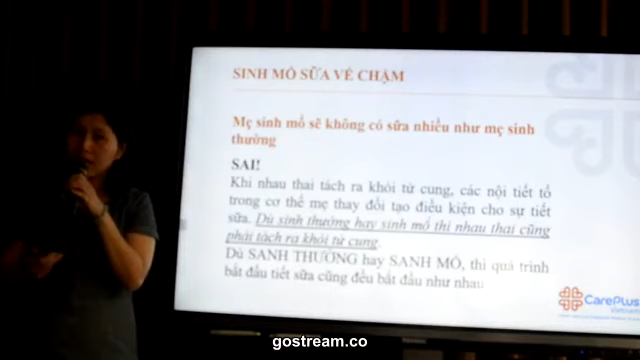 SINH MỔ SỮA VỀ CHẬM
Mẹ sinh mổ sẽ không có sữa nhiều như mẹ sinh
thường
SAI!
Khi nhau thai tách ra khỏi tử cung, các nội tiết tố
trong cơ thể mẹ thay đổi tạo điều kiện cho sự tiết
sữa. Dù sinh thường hay sinh mổ thì nhau thai cũng
phải tách ra khỏi tử cung.
Dù SANH THƯỜNG hay SANH MỔ, thì quá trình
bắt đầu tiết sữa cũng đều bắt đầu như nhau
CarePlus
Vietnam
gostream.co